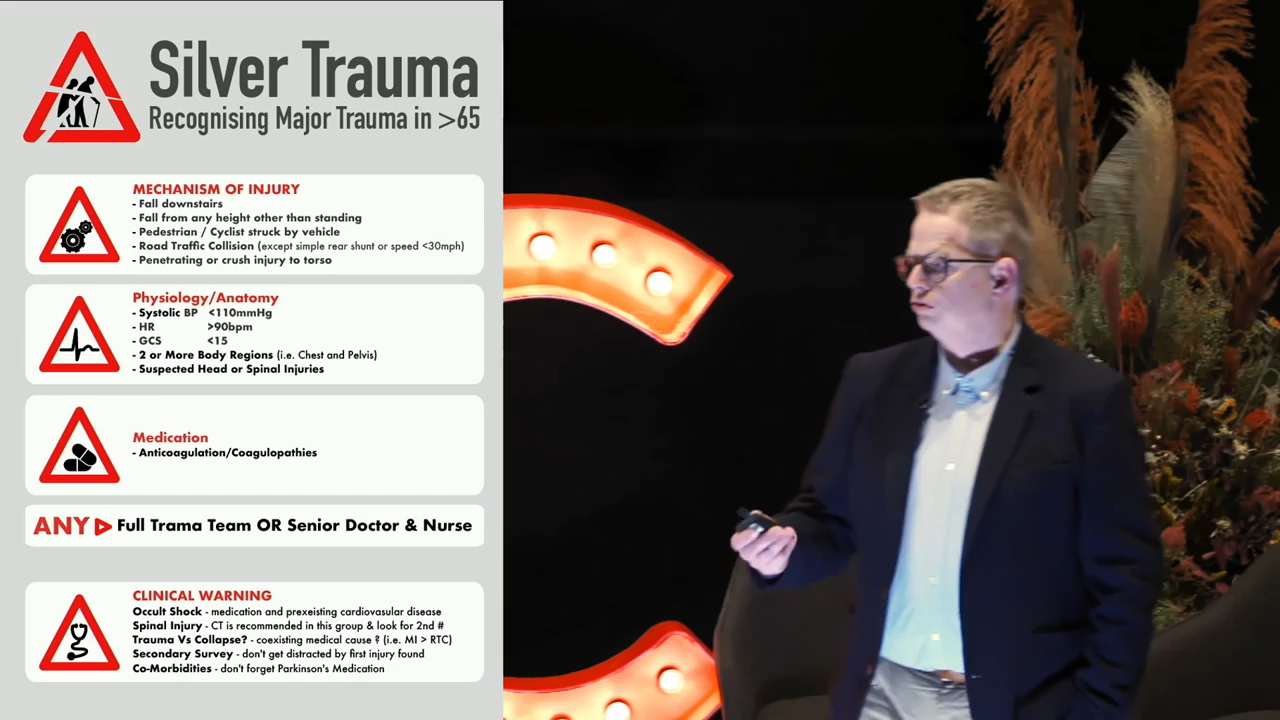 Silver Trauma
Recognising Major Trauma in >65
MECHANISM OF INJURY
- Fall downstairs
- Fall from any height other than standing
- Pedestrian / Cyclist struck by vehicle
- Road Traffic Collision (except simple rear shunt or speed <30mph)
- Penetrating or crush injury to torso
Physiology/Anatomy
- Systolic BP <110mmHg
- HR >90bpm
- GCS <15
- 2 or More Body Regions (i.e. Chest and Pelvis)
- Suspected Head or Spinal Injuries
Medication
- Anticoagulation/Coagulopathies
ANY Full Trama Team OR Senior Doctor & Nurse
CLINICAL WARNING
Occult Shock - medication and prexeisting cardiovasular disease
Spinal Injury - CT is recommended in this group & look for 2nd #
Trauma Vs Collapse? - coexisting medical cause ? (i.e. MI > RTC)
Secondary Survey - don't get distracted by first injury found
Co-Morbidities - don't forget Parkinson's Medication